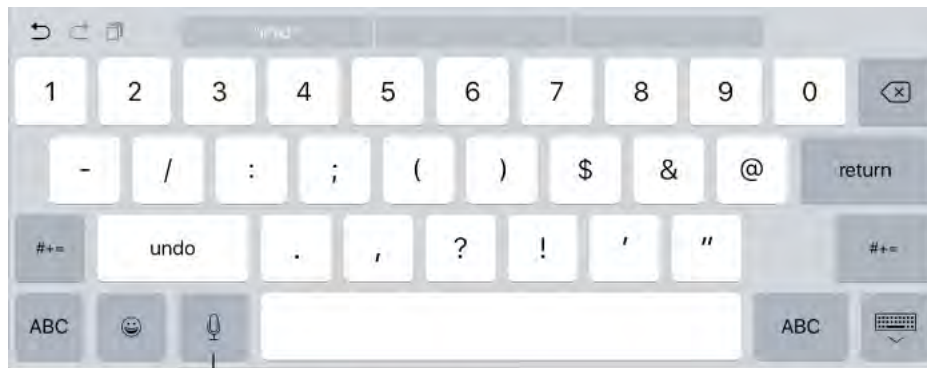 1 2 3 4 5 6 7 8 9 0
- / : ; ( ) $ & @ return
#+= undo . , ? ! ' " #+=
ABC ABC